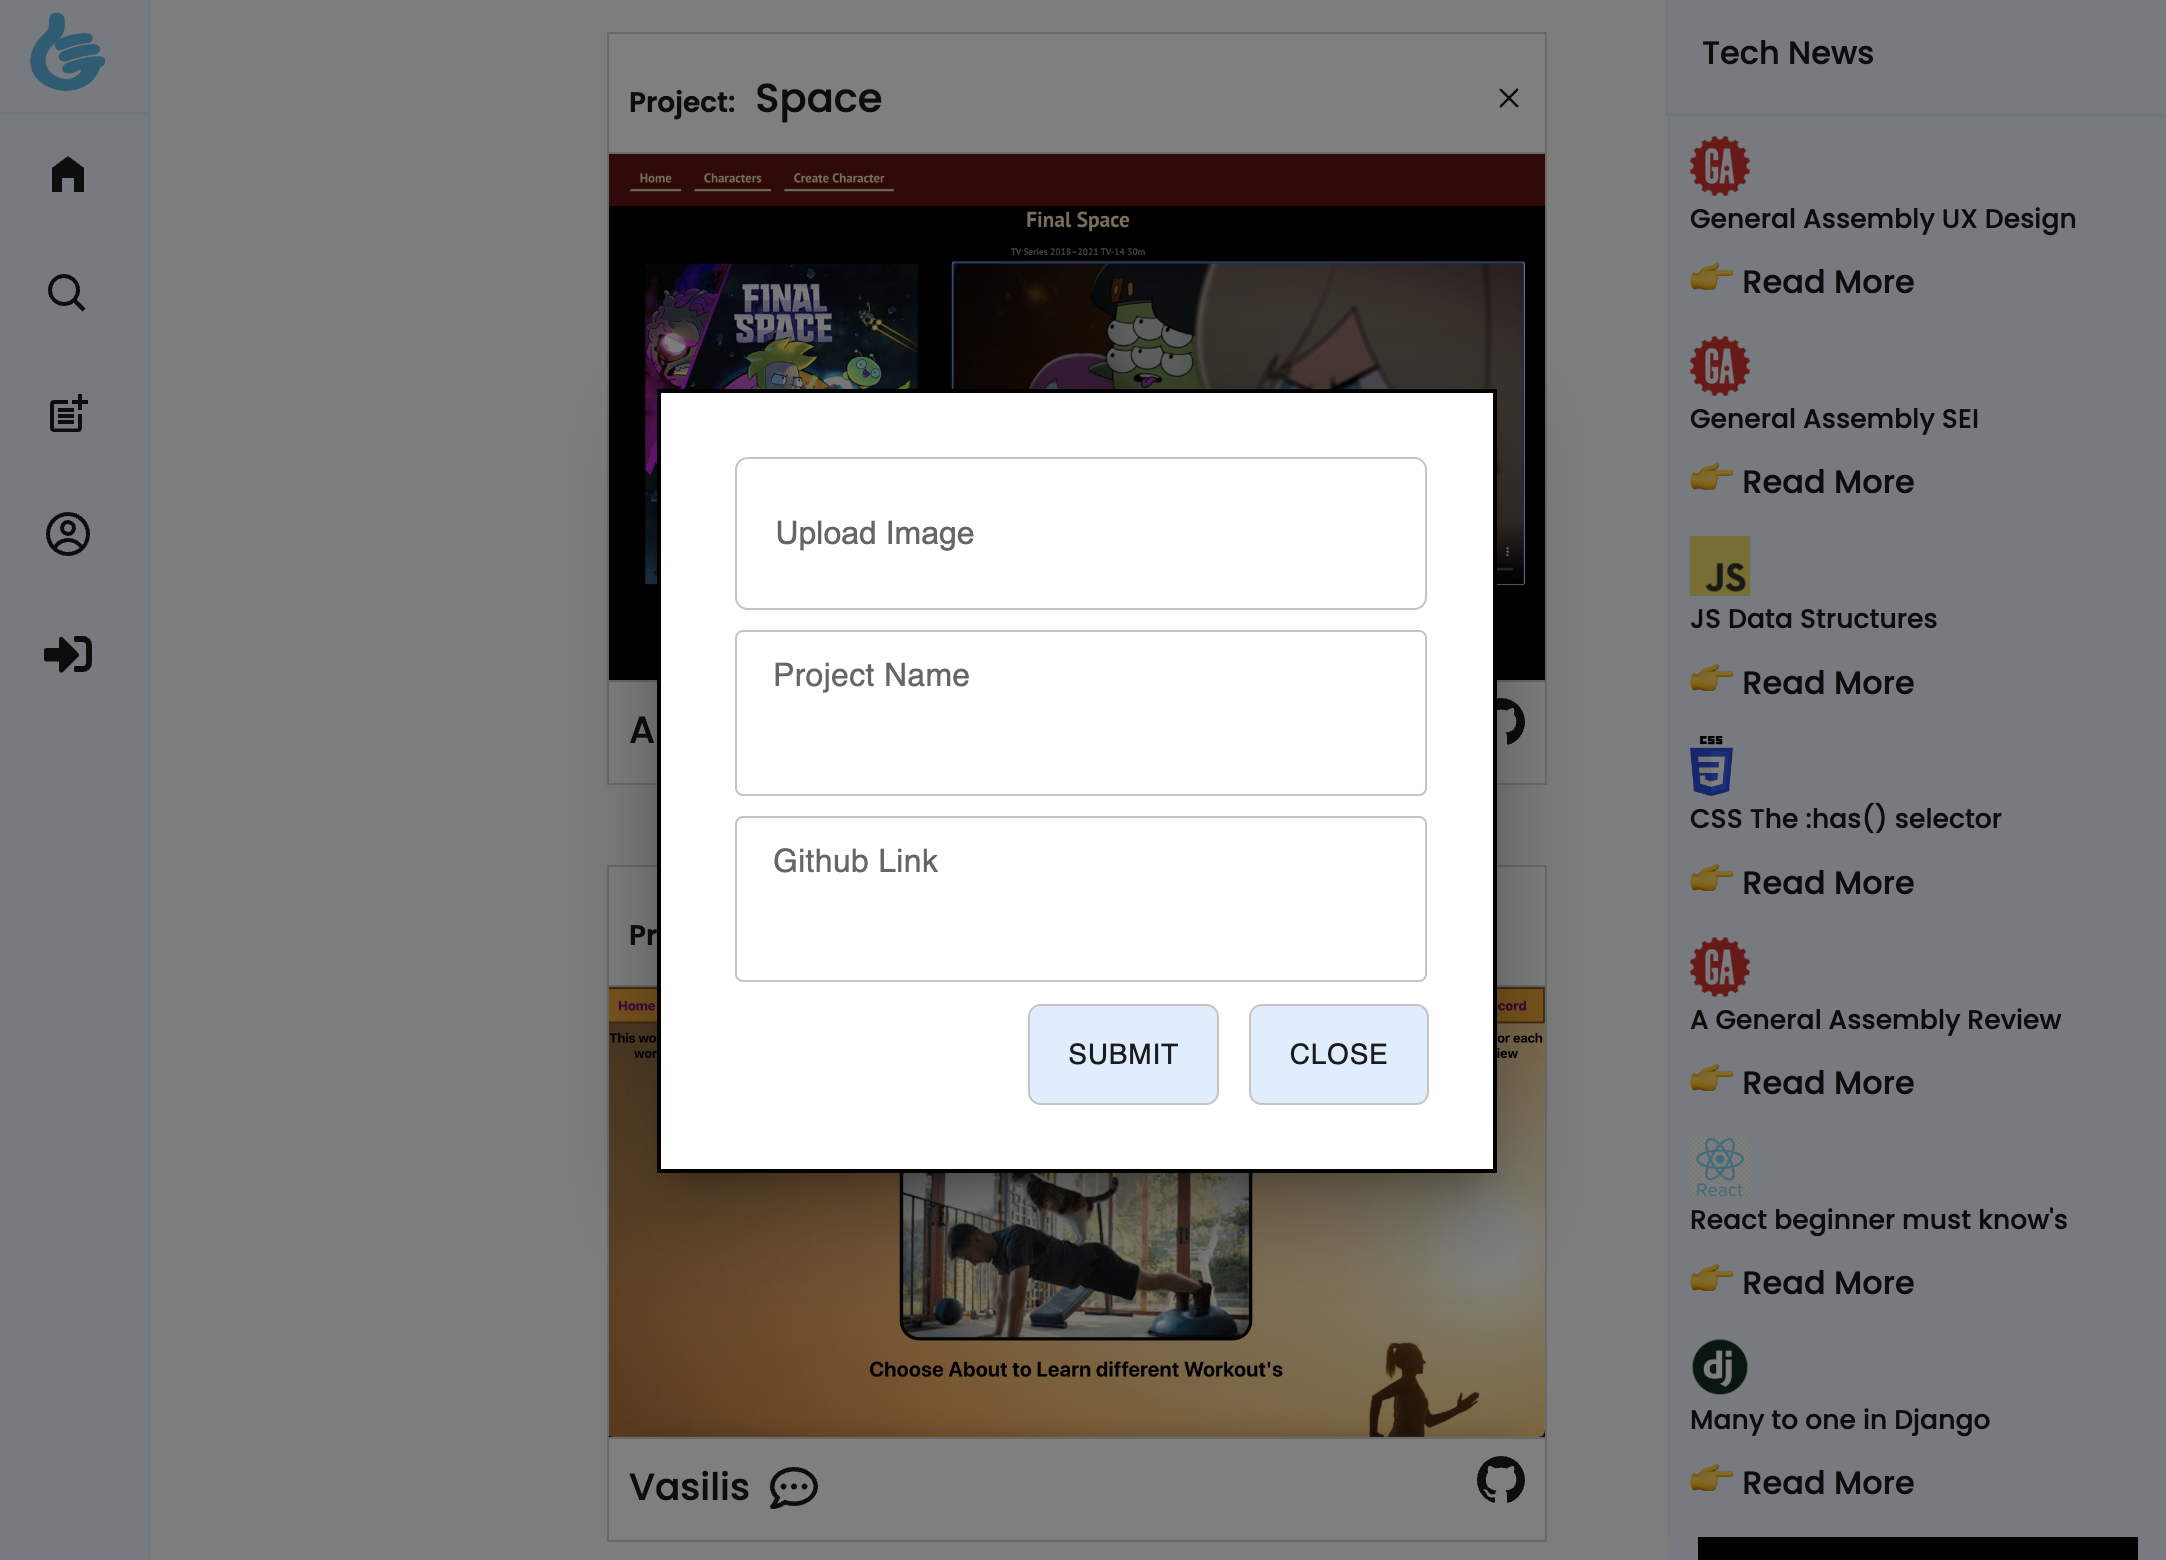 Project: Space
Home Characters Create Character
Final Space
TV Series 2018–2021 TV-14 30m
FINAL
SPACE
A
Upload Image
Project Name
Github Link
SUBMIT CLOSE
Pr
Home
cord
This wo
or each
wor
iew
Choose About to Learn different Workout's
Vasilis
Tech News
GA
General Assembly UX Design
Read More
GA
General Assembly SEI
Read More
JS
JS Data Structures
Read More
CSS
3
CSS The :has() selector
Read More
GA
A General Assembly Review
Read More
React
React beginner must know's
Read More
dj
Many to one in Django
Read More